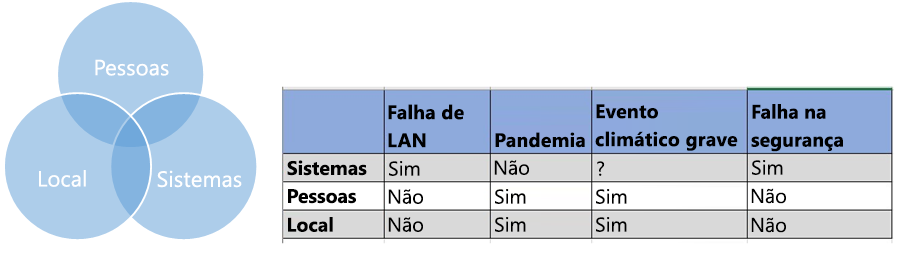 Pessoas
Local
Sistemas
Falha de LAN Pandemia Evento climático grave Falha na segurança
Sistemas Sim Não ? Sim
Pessoas Não Sim Sim Não
Local Não Sim Sim Não